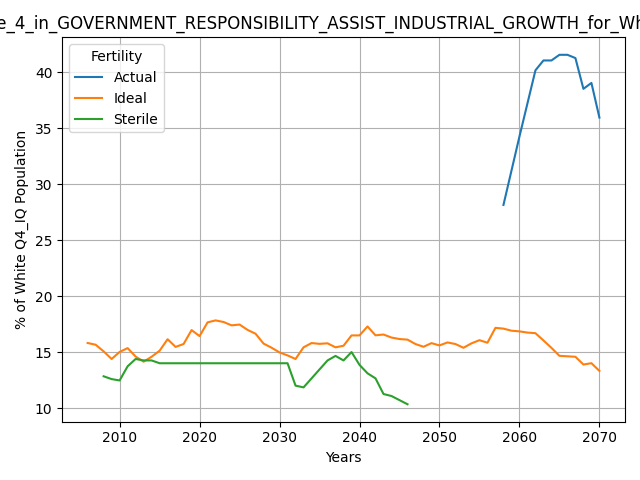 e_4_in_GOVERNMENT_RESPONSIBILITY_ASSIST_INDUSTRIAL_GROWTH_for_Wh
Fertility
Actual
Ideal
Sterile
% of White Q4_IQ Population
40
35
30
25
20
15
10
2010 2020 2030 2040 2050 2060 2070
Years